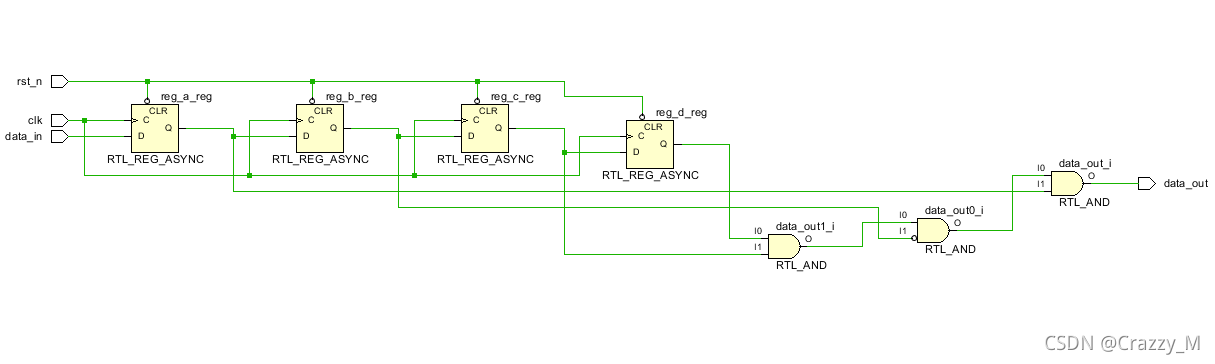 rst_n
clk
data_in
reg_a_reg
CLR
C
D
Q
RTL_REG_ASYNC
reg_b_reg
CLR
C
D
Q
RTL_REG_ASYNC
reg_c_reg
CLR
C
D
Q
RTL_REG_ASYNC
reg_d_reg
CLR
C
D
Q
RTL_REG_ASYNC
data_out1_i
I0
I1
O
RTL_AND
data_out0_i
I0
I1
O
RTL_AND
data_out_i
I0
I1
O
RTL_AND
data_out
CSDN @Crazzy_M